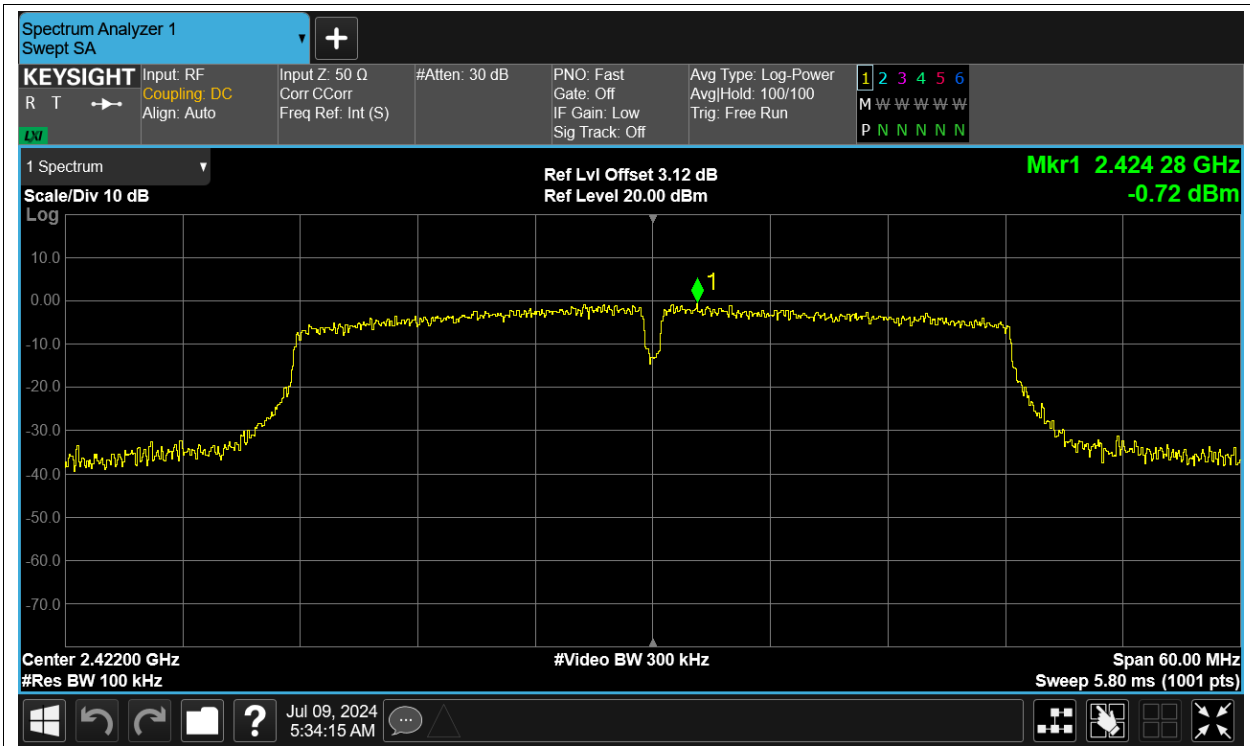 Spectrum Analyzer 1
Swept SA
KEYSIGHT
R T
LXI
Input: RF
Coupling: DC
Align: Auto
Input Z: 50 Ω
Corr CCorr
Freq Ref: Int (S)
#Atten: 30 dB
PNO: Fast
Gate: Off
IF Gain: Low
Sig Track: Off
Avg Type: Log-Power
Avg|Hold: 100/100
Trig: Free Run
1 2 3 4 5 6
M W W W W W
P N N N N N
1 Spectrum
Scale/Div 10 dB
Log
Ref Lvl Offset 3.12 dB
Ref Level 20.00 dBm
Mkr1 2.424 28 GHz
-0.72 dBm
10.0
0.00
-10.0
-20.0
-30.0
-40.0
-50.0
-60.0
-70.0
1
Center 2.42200 GHz
#Res BW 100 kHz
#Video BW 300 kHz
Span 60.00 MHz
Sweep 5.80 ms (1001 pts)
?
Jul 09, 2024
5:34:15 AM